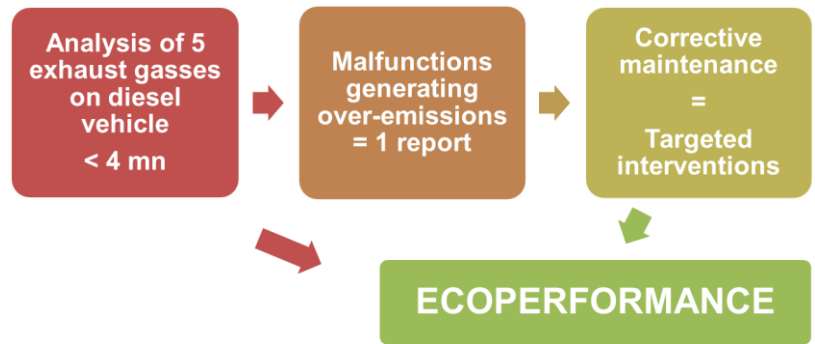 Analysis of 5
exhaust gasses
on diesel
vehicle
< 4 mn
Malfunctions
generating
over-emissions
= 1 report
Corrective
maintenance
=
Targeted
interventions
ECOPERFORMANCE